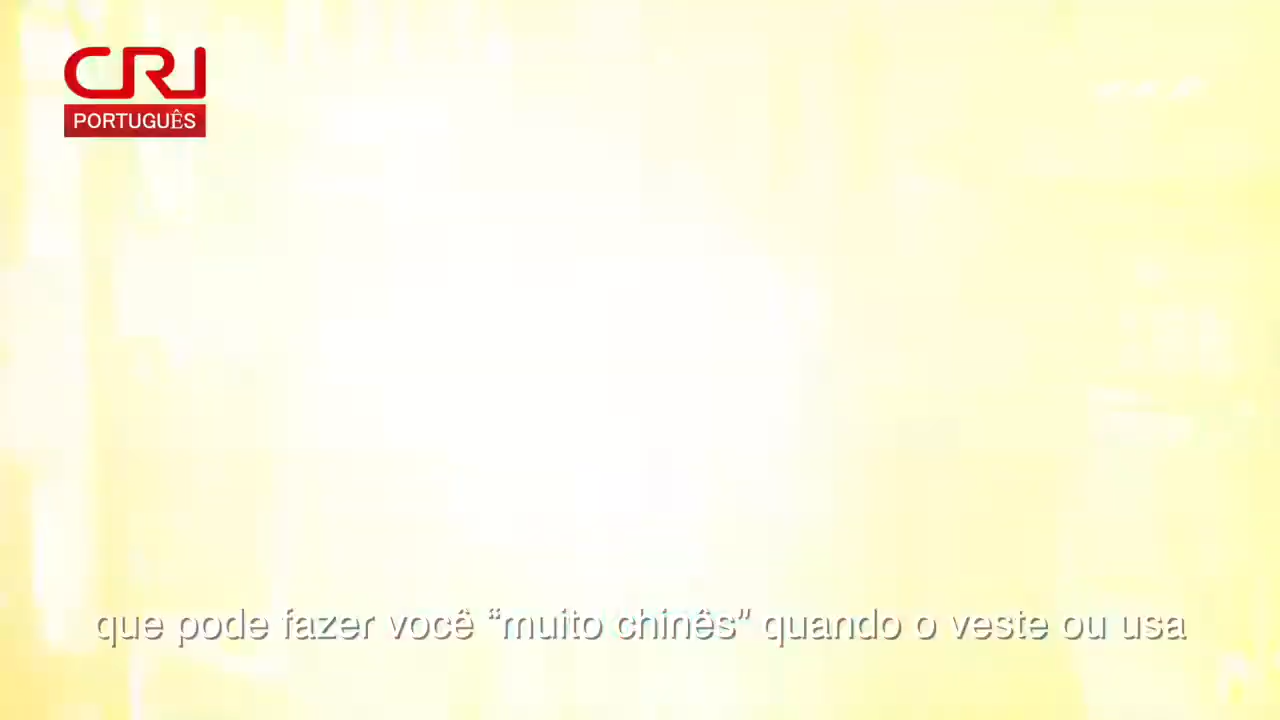 CRI
PORTUGUÊS
que pode fazer você “muito chinês” quando o veste ou usa